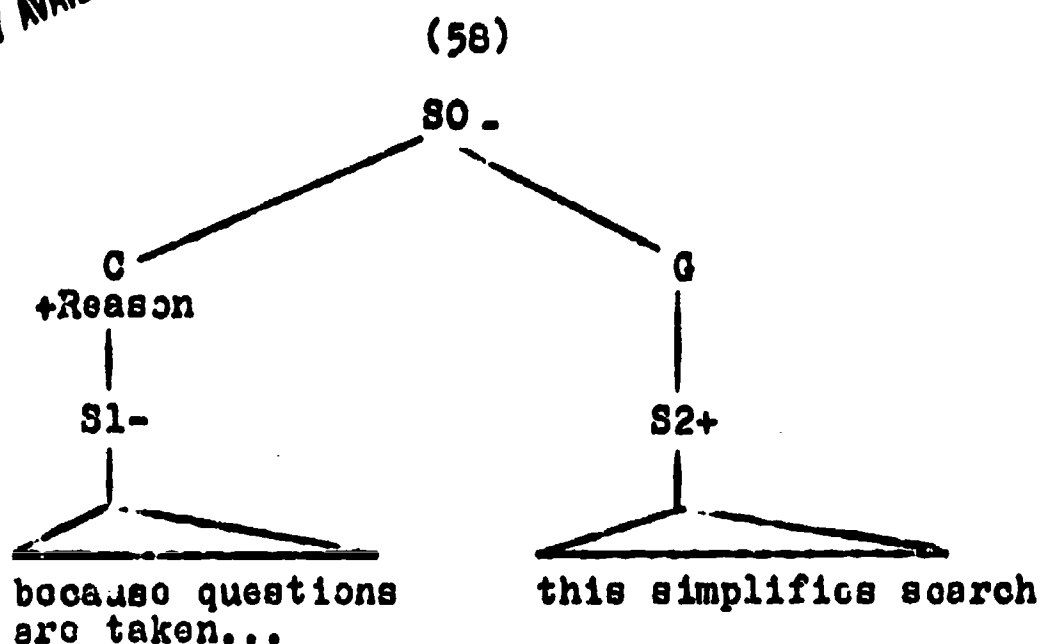 (58)
S0-
C G
+Reason
S1- S2+
because questions this simplifies search
are taken...